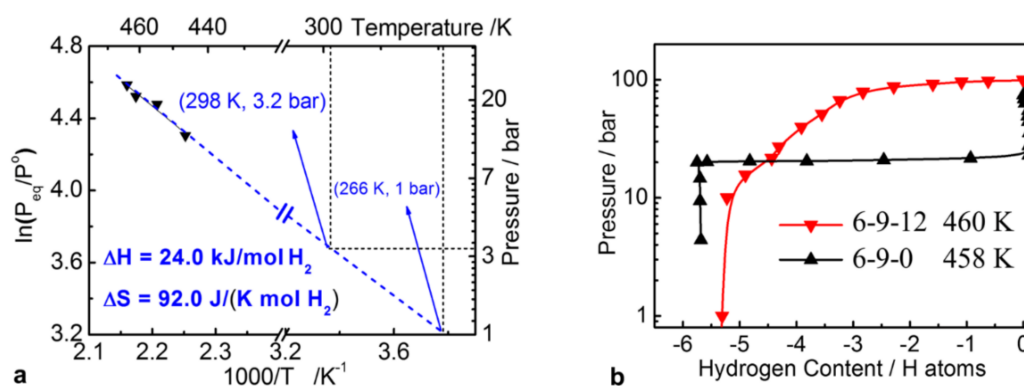 460 440 300 Temperature /K
4.8
4.4
4.0
3.6
3.2
ln(Peq/P°)
(298 K, 3.2 bar)
(266 K, 1 bar)
ΔH = 24.0 kJ/mol H₂
ΔS = 92.0 J/(K mol H₂)
20
7
3
1
Pressure / bar
2.1 2.2 2.3 3.2 3.6
1000/T /K⁻¹
a
100
10
1
Pressure / bar
6-9-12 460 K
6-9-0 458 K
-6 -5 -4 -3 -2 -1 0
Hydrogen Content / H atoms
b